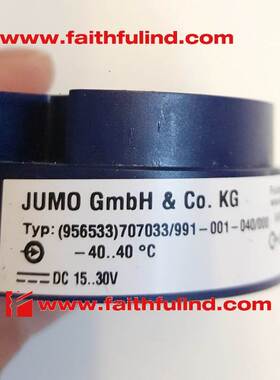 www.faithfulind.com
JUMO GmbH & Co. KG
Typ: (956533)707033/991-001-040/000
-40..40 °C
DC 15..30V
www.faithfulind.com